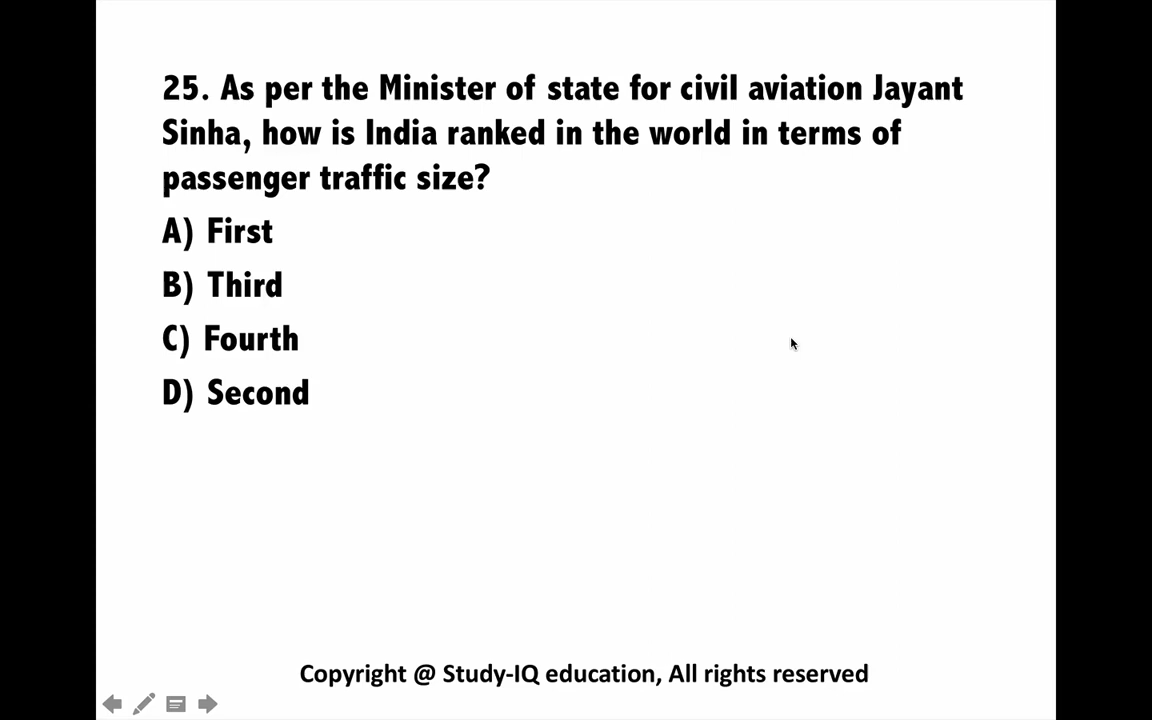 25. As per the Minister of state for civil aviation Jayant
Sinha, how is India ranked in the world in terms of
passenger traffic size?
A) First
B) Third
C) Fourth
D) Second
Copyright @ Study-IQ education, All rights reserved